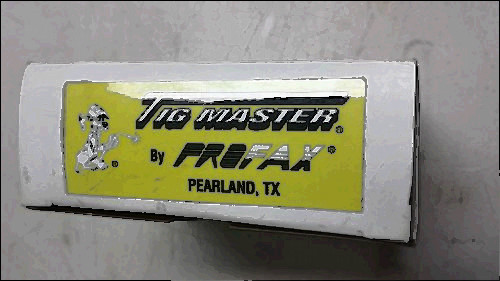 TIG MASTER®
By PROFAX®
PEARLAND, TX
®